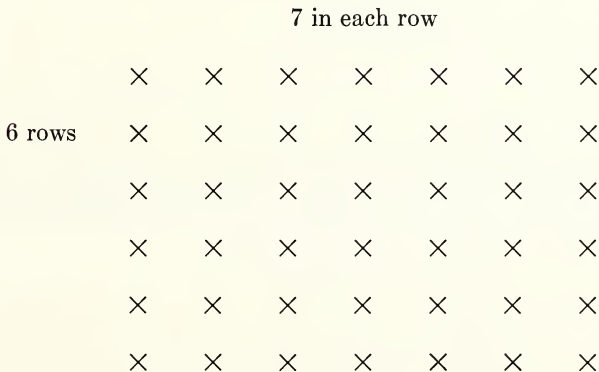 7 in each row
× × × × × × ×
6 rows × × × × × × ×
× × × × × × ×
× × × × × × ×
× × × × × × ×
× × × × × × ×